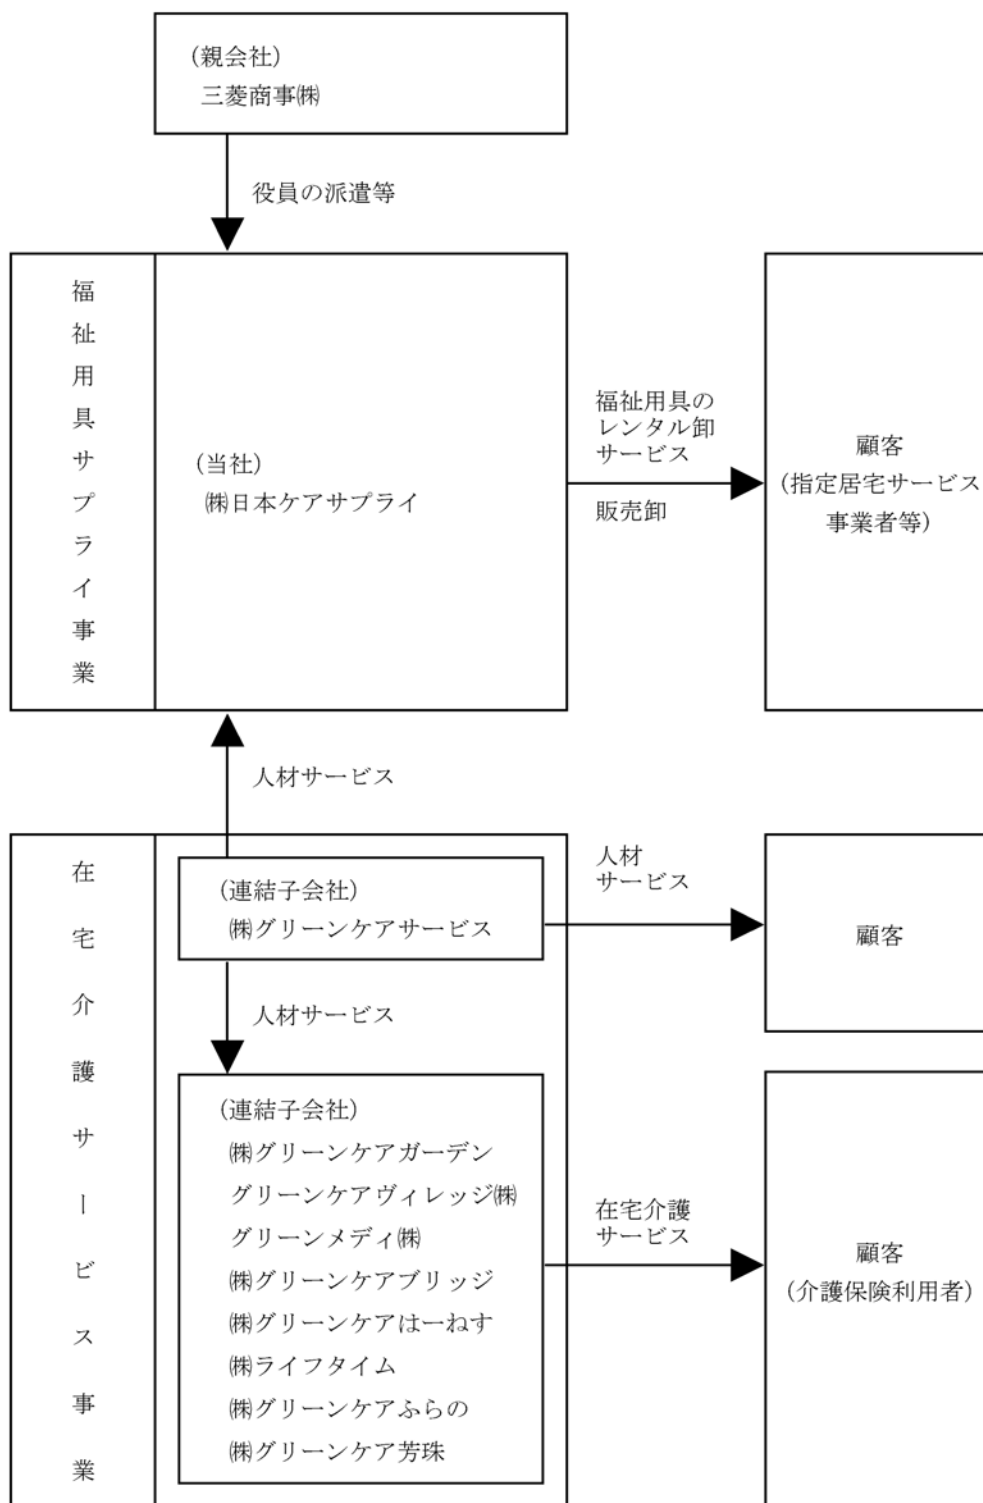 (親会社)
三菱商事㈱
役員の派遣等
福祉用具サプライ事業
(当社)
㈱日本ケアサプライ
福祉用具の
レンタル卸
サービス
販売卸
顧客
(指定居宅サービス
事業者等)
人材サービス
在宅介護サービス事業
(連結子会社)
㈱グリーンケアサービス
人材
サービス
顧客
人材サービス
(連結子会社)
㈱グリーンケアガーデン
グリーンケアヴィレッジ㈱
グリーンメディ㈱
㈱グリーンケアブリッジ
㈱グリーンケアはーねす
㈱ライフタイム
㈱グリーンケアふらの
㈱グリーンケア芳珠
在宅介護
サービス
顧客
(介護保険利用者)